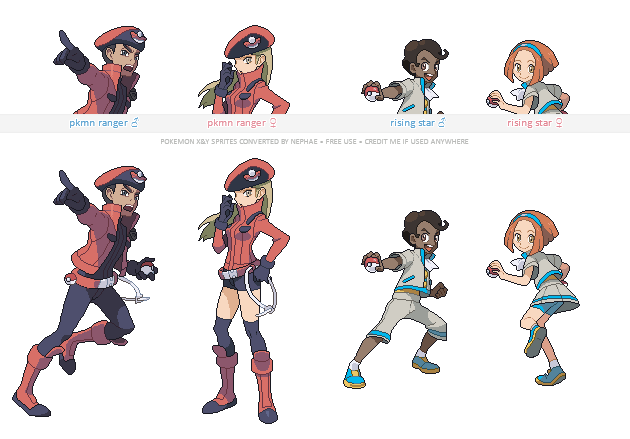 pkmn ranger ♂ pkmn ranger ♀ rising star ♂ rising star ♀
POKEMON X&Y SPRITES CONVERTED BY NEPHAE • FREE USE • CREDIT ME IF USED ANYWHERE